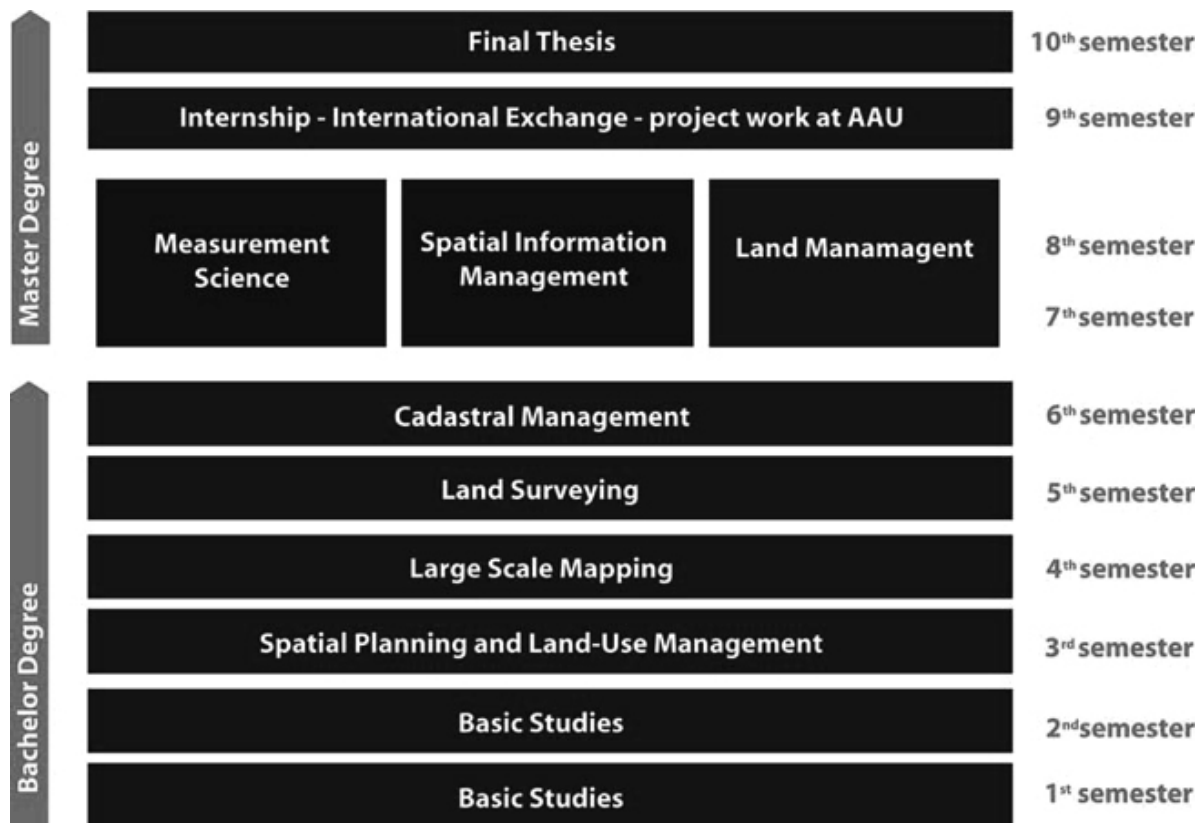 Final Thesis
10th semester
Internship - International Exchange - project work at AAU
9th semester
Master Degree
Measurement
Science
Spatial Information
Management
Land Manamagent
8th semester
7th semester
Cadastral Management
6th semester
Land Surveying
5th semester
Large Scale Mapping
4th semester
Bachelor Degree
Spatial Planning and Land-Use Management
3rd semester
Basic Studies
2nd semester
Basic Studies
1st semester